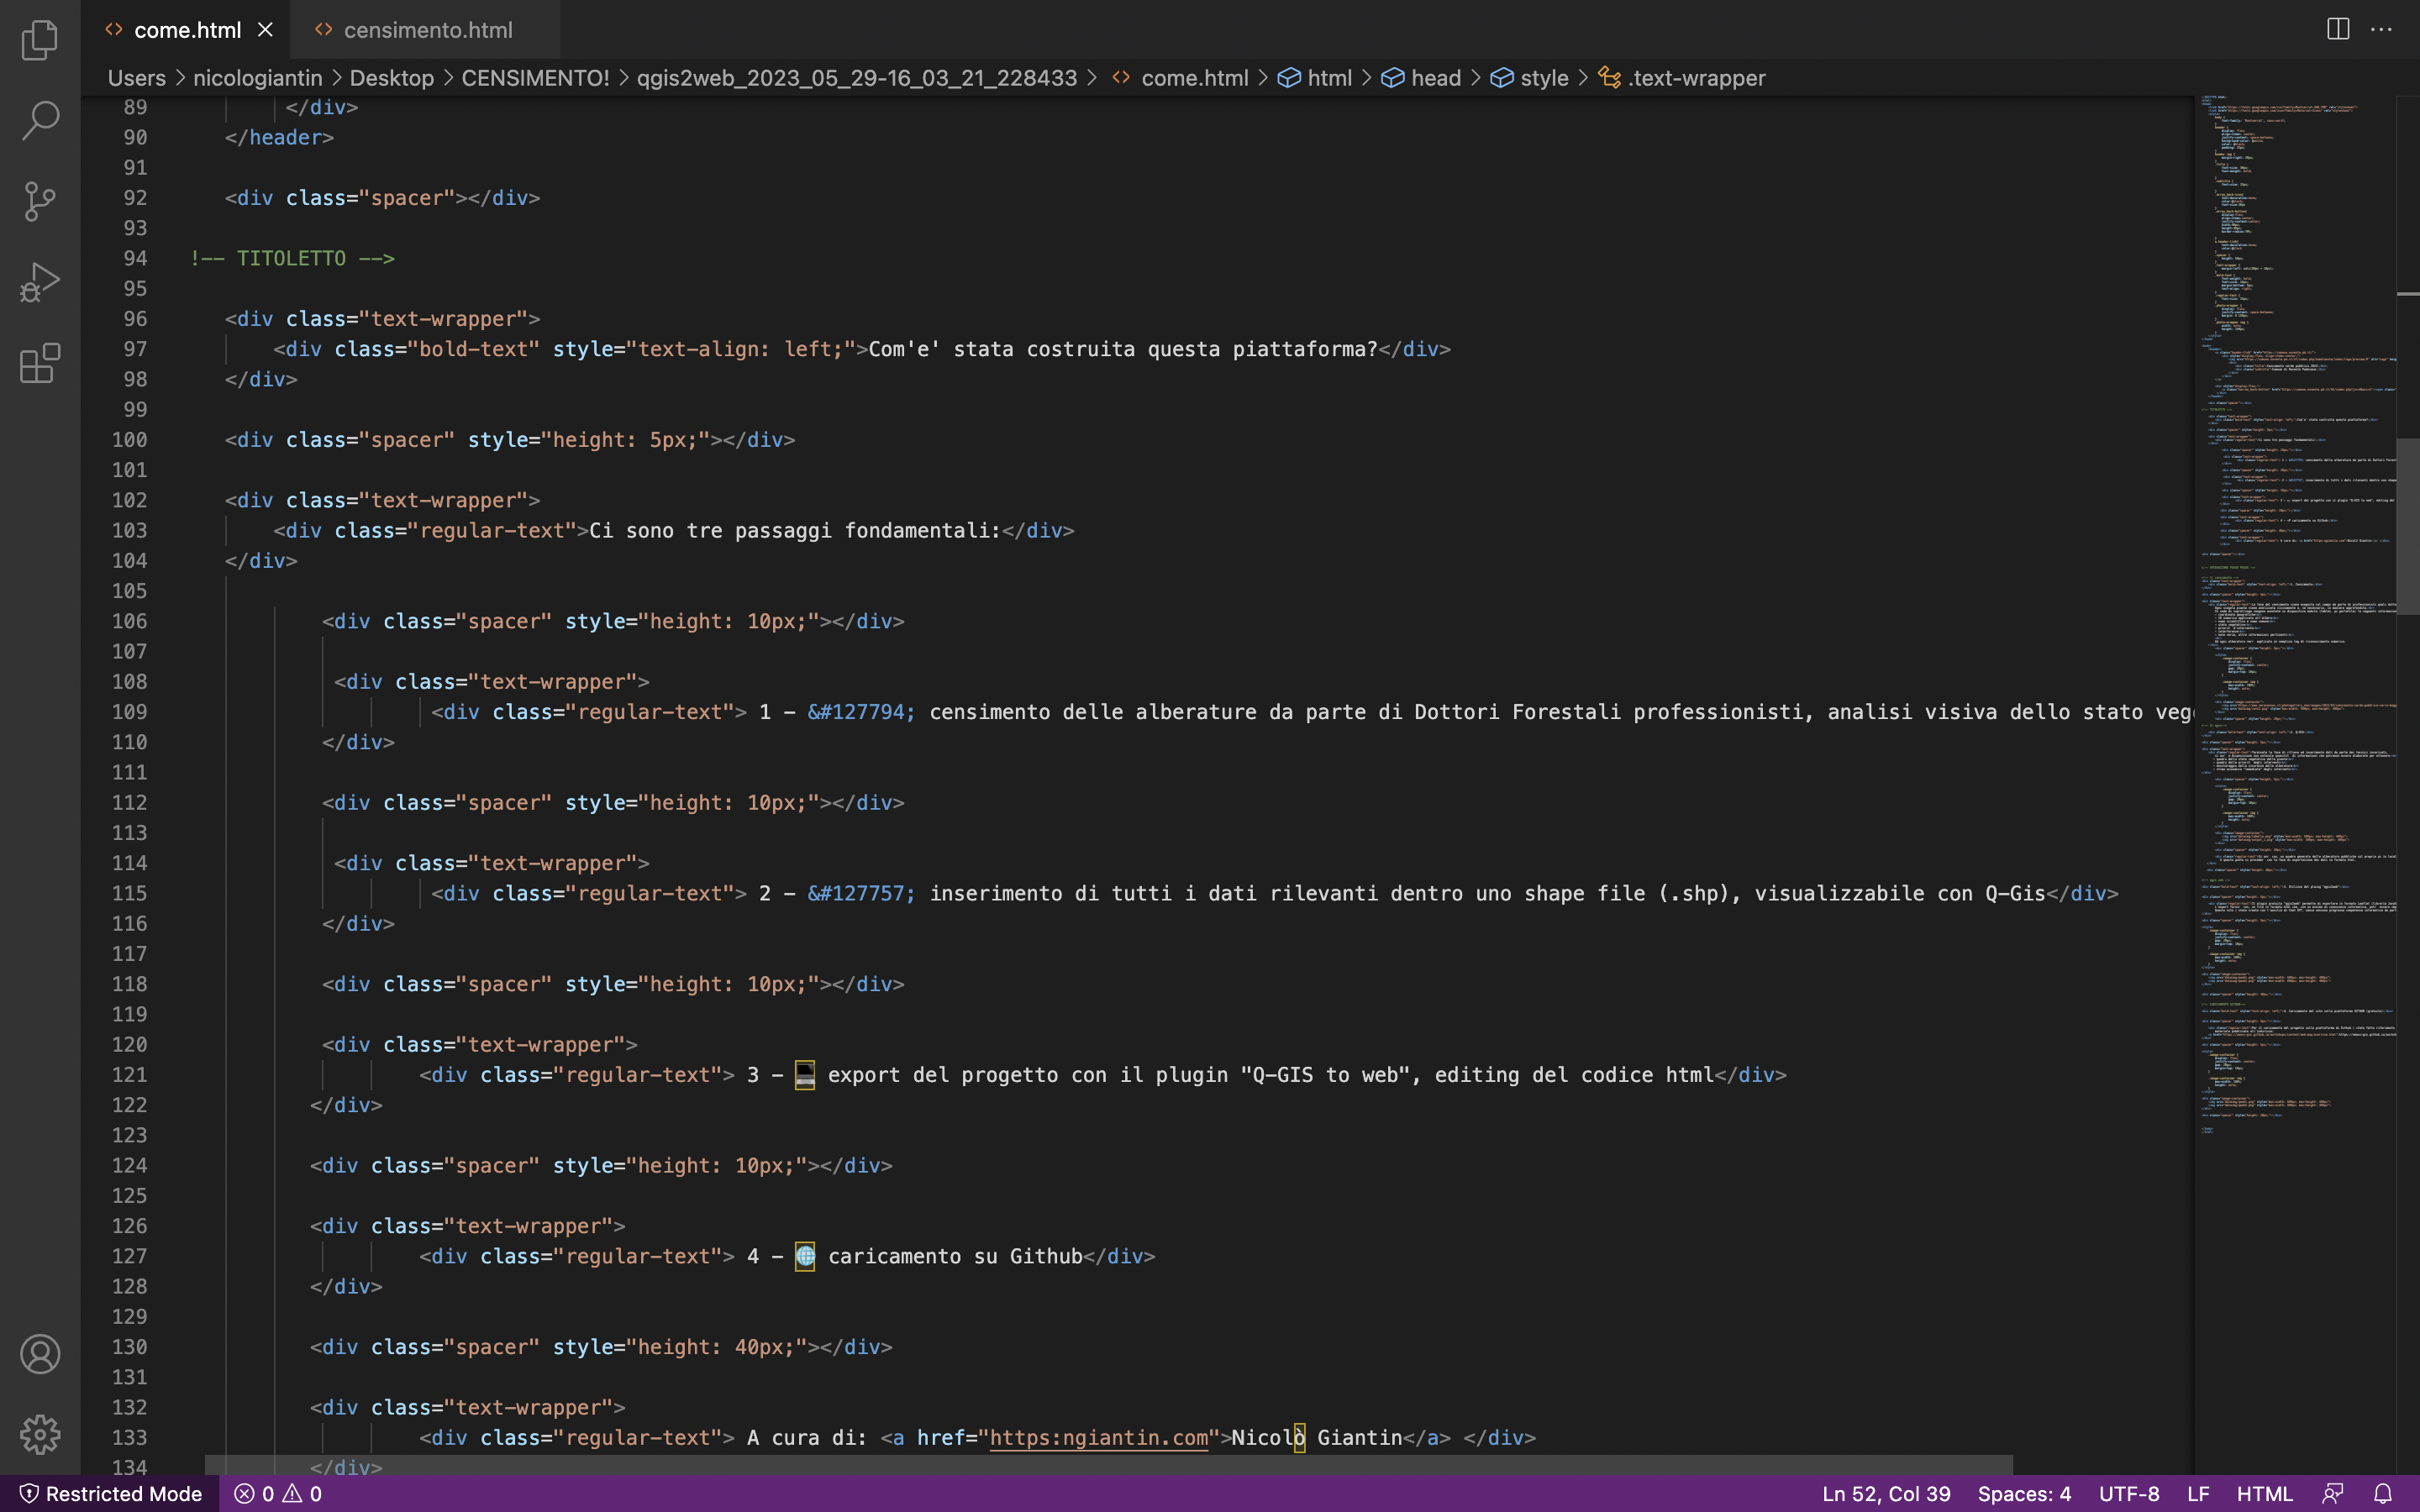 come.html
censimento.html
Users > nicologiantin > Desktop > CENSIMENTO! > qgis2web_2023_05_29-16_03_21_228433 > come.html > html > head > style > .text-wrapper
89 </div>
90 </header>
91
92 <div class="spacer"></div>
93
94 !-- TITOLETTO -->
95
96 <div class="text-wrapper">
97 <div class="bold-text" style="text-align: left;">Com'e' stata costruita questa piattaforma?</div>
98 </div>
99
100 <div class="spacer" style="height: 5px;"></div>
101
102 <div class="text-wrapper">
103 <div class="regular-text">Ci sono tre passaggi fondamentali:</div>
104 </div>
105
106 <div class="spacer" style="height: 10px;"></div>
107
108 <div class="text-wrapper">
109 <div class="regular-text"> 1 - &#127794; censimento delle alberature da parte di Dottori Forestali professionisti, analisi visiva dello stato veg
110 </div>
111
112 <div class="spacer" style="height: 10px;"></div>
113
114 <div class="text-wrapper">
115 <div class="regular-text"> 2 - &#127757; inserimento di tutti i dati rilevanti dentro uno shape file (.shp), visualizzabile con Q-Gis</div>
116 </div>
117
118 <div class="spacer" style="height: 10px;"></div>
119
120 <div class="text-wrapper">
121 <div class="regular-text"> 3 - 💻 export del progetto con il plugin "Q-GIS to web", editing del codice html</div>
122 </div>
123
124 <div class="spacer" style="height: 10px;"></div>
125
126 <div class="text-wrapper">
127 <div class="regular-text"> 4 - 🌐 caricamento su Github</div>
128 </div>
129
130 <div class="spacer" style="height: 40px;"></div>
131
132 <div class="text-wrapper">
133 <div class="regular-text"> A cura di: <a href="https:ngiantin.com">Nicolò Giantin</a> </div>
134 </div>
Restricted Mode 0 0 Ln 52, Col 39 Spaces: 4 UTF-8 LF HTML